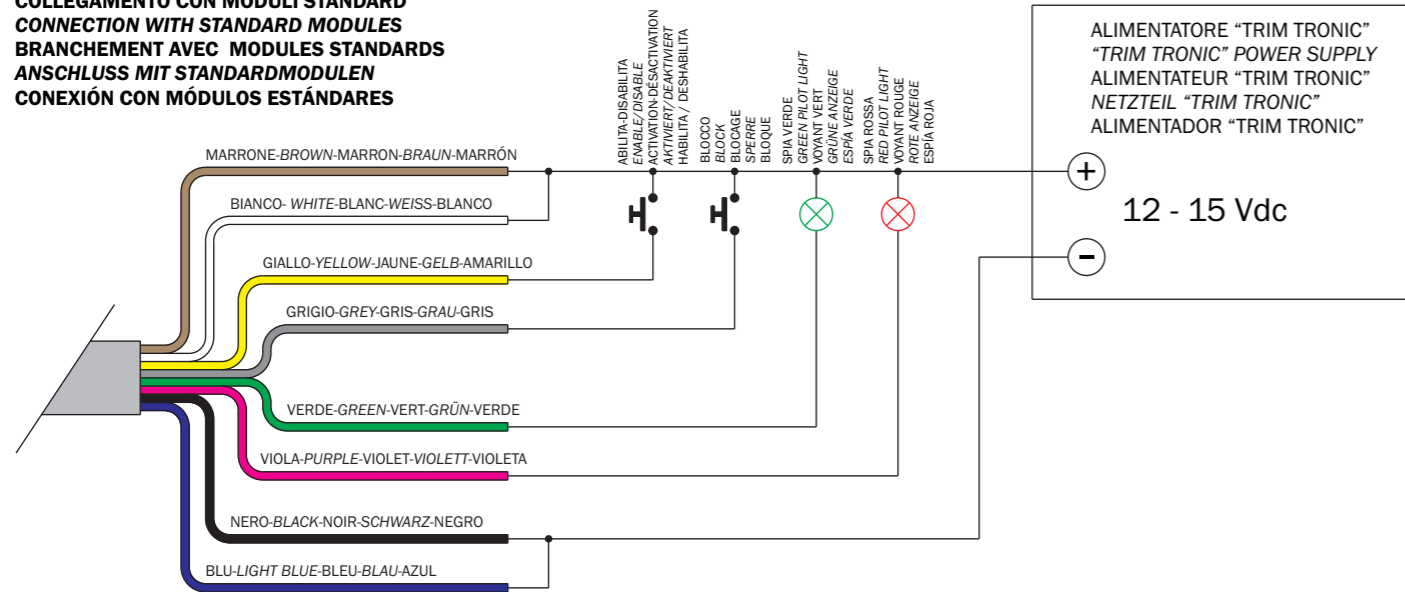 COLLEGAMENTO CON MODULI STANDARD
CONNECTION WITH STANDARD MODULES
BRANCHEMENT AVEC MODULES STANDARDS
ANSCHLUSS MIT STANDARDMODULEN
CONEXIÓN CON MÓDULOS ESTÁNDARES
ABILITA-DISABILITA
ENABLE/DISABLE
ACTIVATION-DÉSACTIVATION
AKTIVIERT/DEAKTIVIERT
HABILITA / DESHABILITA
BLOCCO
BLOCK
BLOCAGE
SPERRE
BLOQUE
SPIA VERDE
GREEN PILOT LIGHT
VOYANT VERT
GRÜNE ANZEIGE
ESPÍA VERDE
SPIA ROSSA
RED PILOT LIGHT
VOYANT ROUGE
ROTE ANZEIGE
ESPÍA ROJA
ALIMENTATORE “TRIM TRONIC”
“TRIM TRONIC” POWER SUPPLY
ALIMENTATEUR “TRIM TRONIC”
NETZTEIL “TRIM TRONIC”
ALIMENTADOR “TRIM TRONIC”
+
12 - 15 Vdc
-
MARRONE-BROWN-MARRON-BRAUN-MARRÓN
BIANCO- WHITE-BLANC-WEISS-BLANCO
GIALLO-YELLOW-JAUNE-GELB-AMARILLO
GRIGIO-GREY-GRIS-GRAU-GRIS
VERDE-GREEN-VERT-GRÜN-VERDE
VIOLA-PURPLE-VIOLET-VIOLETT-VIOLETA
NERO-BLACK-NOIR-SCHWARZ-NEGRO
BLU-LIGHT BLUE-BLEU-BLAU-AZUL